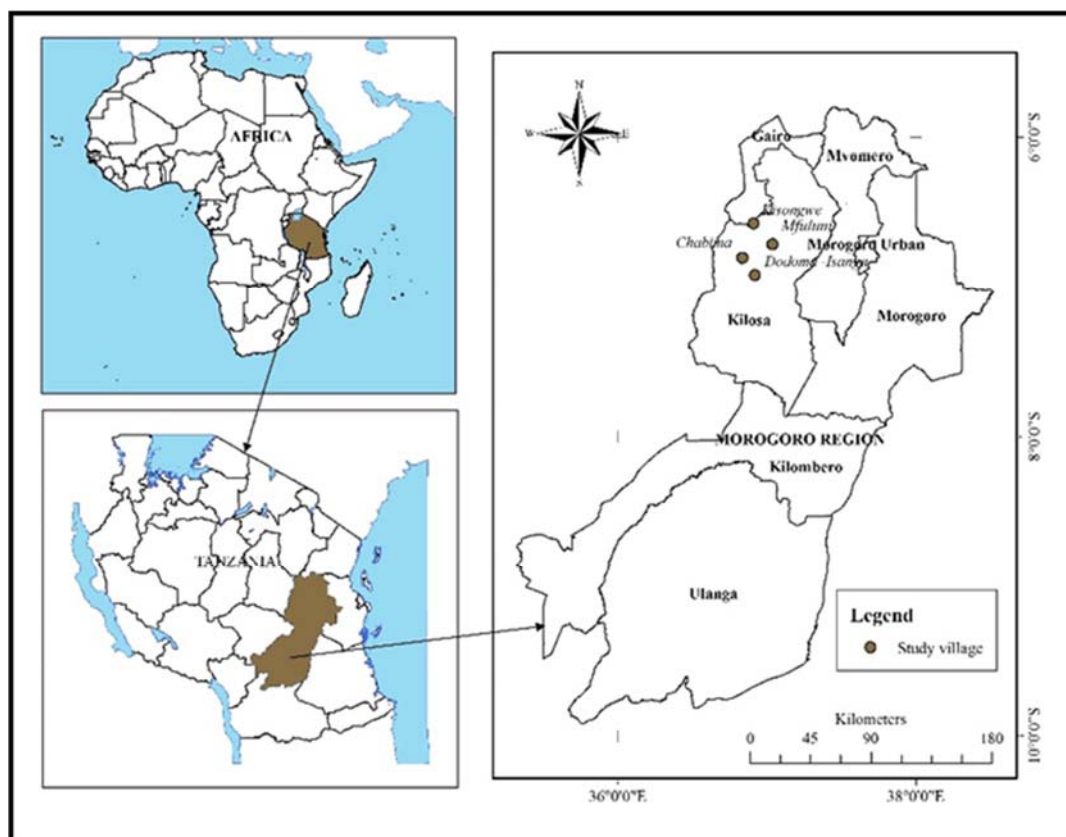 AFRICA
TANZANIA
N
W
E
S
Gairo
Mvomero
Kisongwe
Mfuluni
Chabima
Morogoro Urban
Dodoma -Isanga
Kilosa
Morogoro
MOROGORO REGION
Kilombero
Ulanga
Legend
Study village
Kilometers
0 45 90 180
6°0'0"S
8°0'0"S
10°0'0"S
36°0'0"E 38°0'0"E